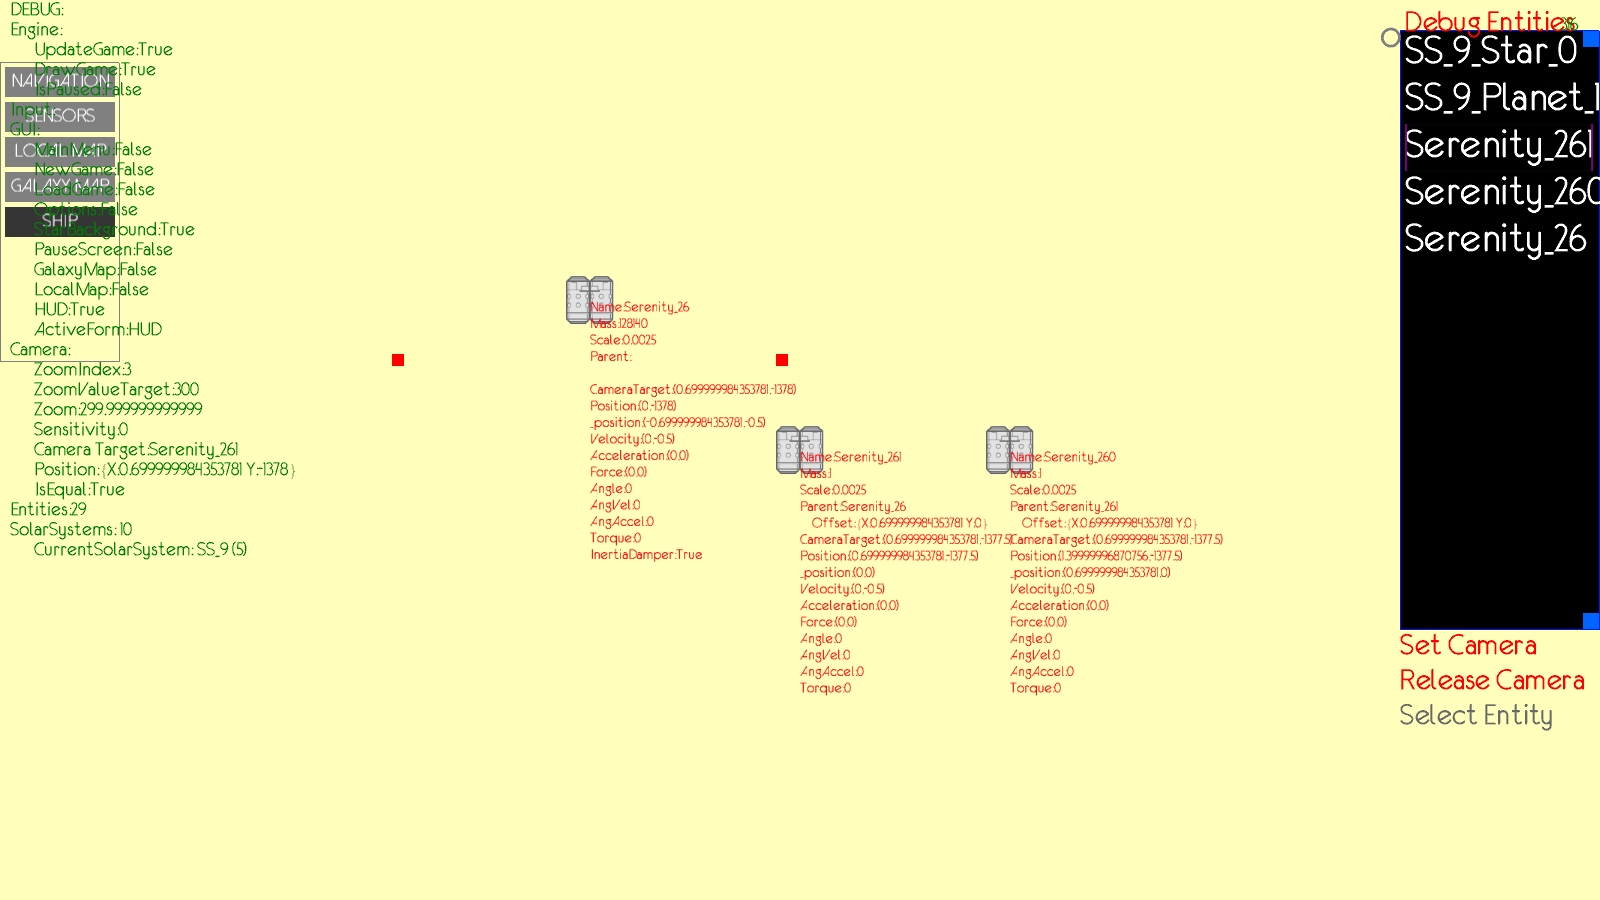 DEBUG:
Engine:
UpdateGame:True
DrawGame:True
IsPaused:False
Input
GUI:
MainMenu:False
NewGame:False
LoadGame:False
Options:False
StarBackground:True
PauseScreen:False
GalaxyMap:False
LocalMap:False
HUD:True
ActiveForm:HUD
Camera:
ZoomIndex:3
ZoomValueTarget:300
Zoom:299.999999999999
Sensitivity:0
Camera Target:Serenity_261
Position:{X:0.699999984353781 Y:-1378}
IsEqual:True
Entities:29
SolarSystems: 10
CurrentSolarSystem: SS_9 (5)
NAVIGATION
SENSORS
LOCAL MAP
GALAXY MAP
SHIP
Name:Serenity_26
Mass:128140
Scale:0.0025
Parent:
CameraTarget:(0.699999984353781,-1378)
Position:(0,-1378)
_position:(-0.699999984353781,-0.5)
Velocity:(0,-0.5)
Acceleration:(0,0)
Force:(0,0)
Angle:0
AngVel:0
AngAccel:0
Torque:0
InertiaDamper:True
Name:Serenity_261
Mass:1
Scale:0.0025
Parent:Serenity_26
Offset:{X:0.699999984353781 Y:0}
CameraTarget:(0.699999984353781,-1377.5)
Position:(0.699999984353781,-1377.5)
_position:(0,0)
Velocity:(0,-0.5)
Acceleration:(0,0)
Force:(0,0)
Angle:0
AngVel:0
AngAccel:0
Torque:0
Name:Serenity_260
Mass:1
Scale:0.0025
Parent:Serenity_261
Offset:{X:0.699999984353781 Y:0}
CameraTarget:(0.699999984353781,-1377.5)
Position:(1.39999996870756,-1377.5)
_position:(0.699999984353781,0)
Velocity:(0,-0.5)
Acceleration:(0,0)
Force:(0,0)
Angle:0
AngVel:0
AngAccel:0
Torque:0
Debug Entities
SS_9_Star_0
SS_9_Planet_1
Serenity_261
Serenity_260
Serenity_26
Set Camera
Release Camera
Select Entity